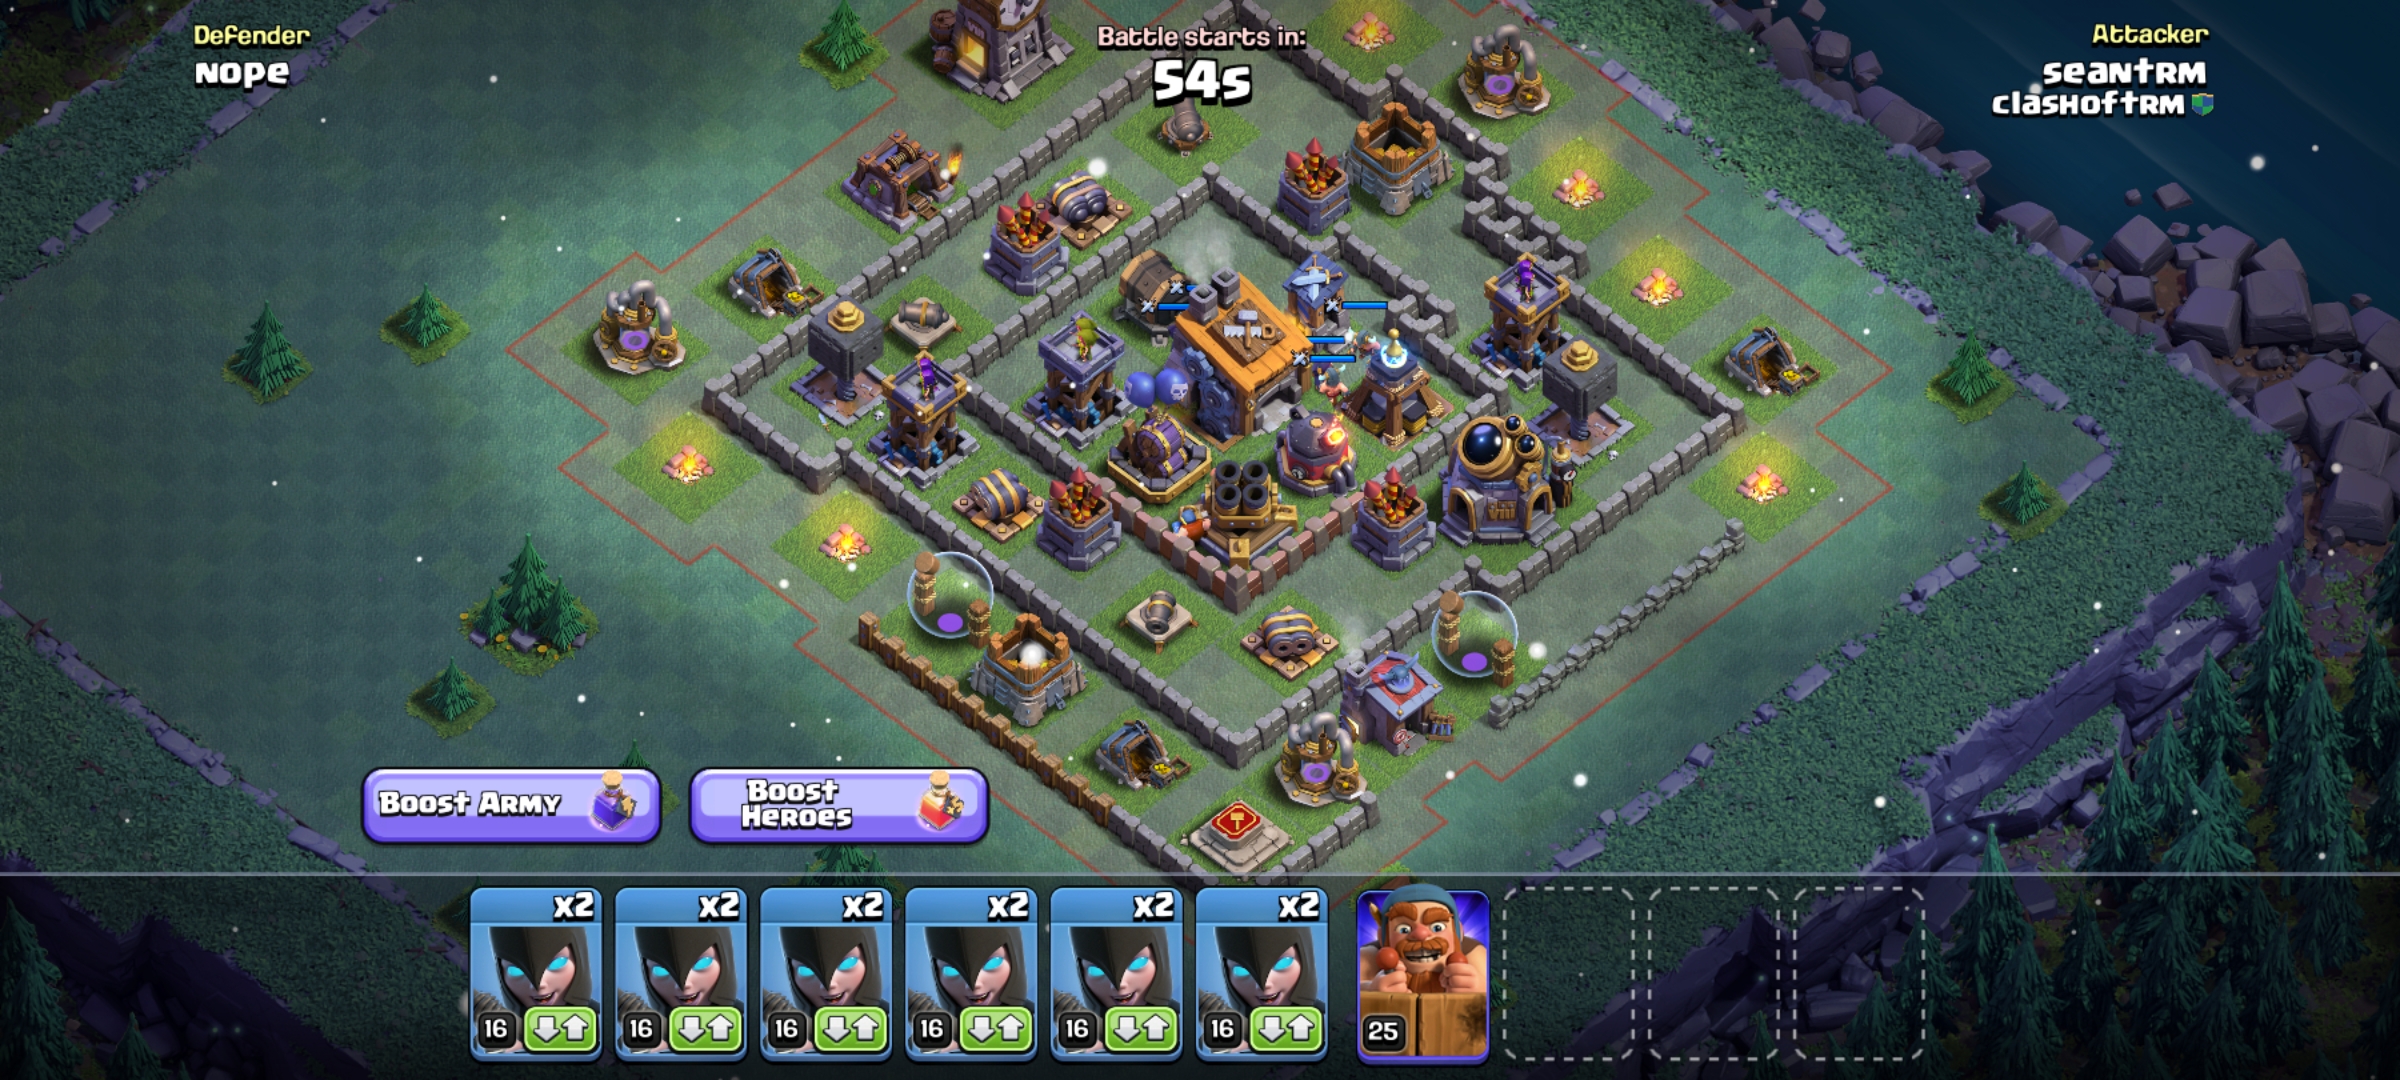 Defender
nope
Battle starts in:
54s
Attacker
seantRM
clashoftRM
VIII
Boost Army
Boost
Heroes
x2
x2
x2
x2
x2
x2
16
16
16
16
16
16
25